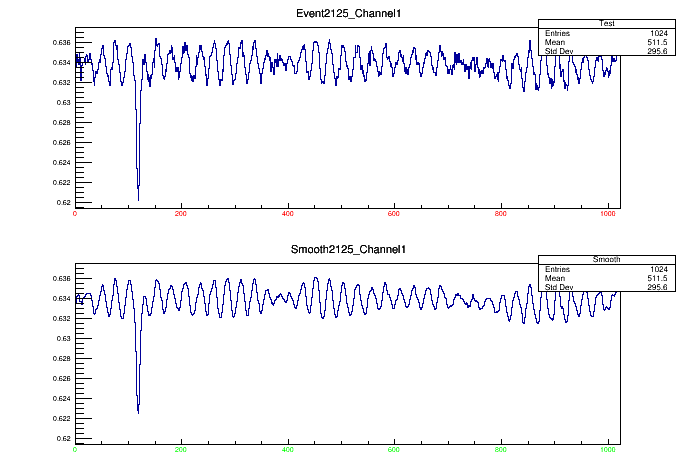 Event2125_Channel1
Test
Entries 1024
Mean 511.5
Std Dev 295.6
0.636
0.634
0.632
0.63
0.628
0.626
0.624
0.622
0.62
0 200 400 600 800 1000
Smooth2125_Channel1
Smooth
Entries 1024
Mean 511.5
Std Dev 295.6
0.636
0.634
0.632
0.63
0.628
0.626
0.624
0.622
0.62
0 200 400 600 800 1000